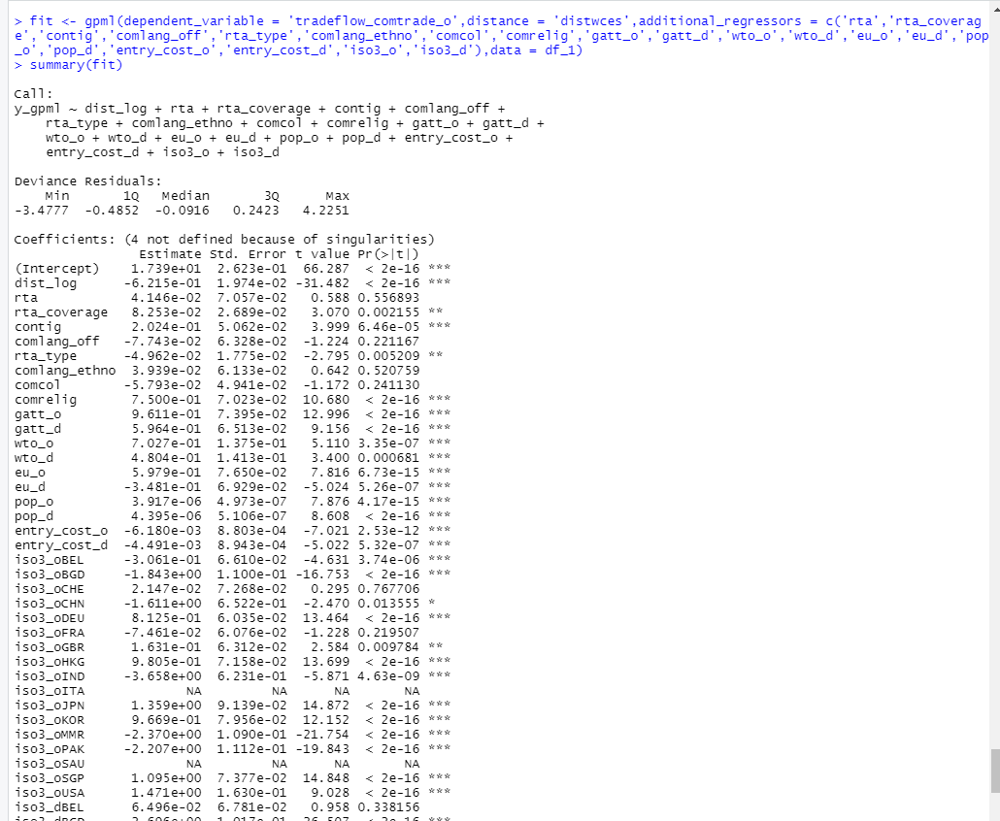 > fit <- gpml(dependent_variable = 'tradeflow_comtrade_o',distance = 'distwces',additional_regressors = c('rta','rta_coverag
e','contig','comlang_off','rta_type','comlang_ethno','comcol','comrelig','gatt_o','gatt_d','wto_o','wto_d','eu_o','eu_d','pop
_o','pop_d','entry_cost_o','entry_cost_d','iso3_o','iso3_d'),data = df_1)
> summary(fit)
Call:
y_gpml ~ dist_log + rta + rta_coverage + contig + comlang_off +
    rta_type + comlang_ethno + comcol + comrelig + gatt_o + gatt_d +
    wto_o + wto_d + eu_o + eu_d + pop_o + pop_d + entry_cost_o +
    entry_cost_d + iso3_o + iso3_d
Deviance Residuals:
    Min       1Q   Median       3Q      Max
-3.4777  -0.4852  -0.0916   0.2423   4.2251
Coefficients: (4 not defined because of singularities)
                Estimate Std. Error t value Pr(>|t|)
(Intercept)    1.739e+01  2.623e-01  66.287  < 2e-16 ***
dist_log      -6.215e-01  1.974e-02 -31.482  < 2e-16 ***
rta            4.146e-02  7.057e-02   0.588 0.556893
rta_coverage   8.253e-02  2.689e-02   3.070 0.002155 **
contig         2.024e-01  5.062e-02   3.999 6.46e-05 ***
comlang_off   -7.743e-02  6.328e-02  -1.224 0.221167
rta_type      -4.962e-02  1.775e-02  -2.795 0.005209 **
comlang_ethno  3.939e-02  6.133e-02   0.642 0.520759
comcol        -5.793e-02  4.941e-02  -1.172 0.241130
comrelig       7.500e-01  7.023e-02  10.680  < 2e-16 ***
gatt_o         9.611e-01  7.395e-02  12.996  < 2e-16 ***
gatt_d         5.964e-01  6.513e-02   9.156  < 2e-16 ***
wto_o          7.027e-01  1.375e-01   5.110 3.35e-07 ***
wto_d          4.804e-01  1.413e-01   3.400 0.000681 ***
eu_o           5.979e-01  7.650e-02   7.816 6.73e-15 ***
eu_d          -3.481e-01  6.929e-02  -5.024 5.26e-07 ***
pop_o          3.917e-06  4.973e-07   7.876 4.17e-15 ***
pop_d          4.395e-06  5.106e-07   8.608  < 2e-16 ***
entry_cost_o  -6.180e-03  8.803e-04  -7.021 2.53e-12 ***
entry_cost_d  -4.491e-03  8.943e-04  -5.022 5.32e-07 ***
iso3_oBEL     -3.061e-01  6.610e-02  -4.631 3.74e-06 ***
iso3_oBGD     -1.843e+00  1.100e-01 -16.753  < 2e-16 ***
iso3_oCHE      2.147e-02  7.268e-02   0.295 0.767706
iso3_oCHN     -1.611e+00  6.522e-01  -2.470 0.013555 *
iso3_oDEU      8.125e-01  6.035e-02  13.464  < 2e-16 ***
iso3_oFRA     -7.461e-02  6.076e-02  -1.228 0.219507
iso3_oGBR      1.631e-01  6.312e-02   2.584 0.009784 **
iso3_oHKG      9.805e-01  7.158e-02  13.699  < 2e-16 ***
iso3_oIND     -3.658e+00  6.231e-01  -5.871 4.63e-09 ***
iso3_oITA             NA         NA      NA       NA
iso3_oJPN      1.359e+00  9.139e-02  14.872  < 2e-16 ***
iso3_oKOR      9.669e-01  7.956e-02  12.152  < 2e-16 ***
iso3_oMMR     -2.370e+00  1.090e-01 -21.754  < 2e-16 ***
iso3_oPAK     -2.207e+00  1.112e-01 -19.843  < 2e-16 ***
iso3_oSAU             NA         NA      NA       NA
iso3_oSGP      1.095e+00  7.377e-02  14.848  < 2e-16 ***
iso3_oUSA      1.471e+00  1.630e-01   9.028  < 2e-16 ***
iso3_dBEL      6.496e-02  6.781e-02   0.958 0.338156